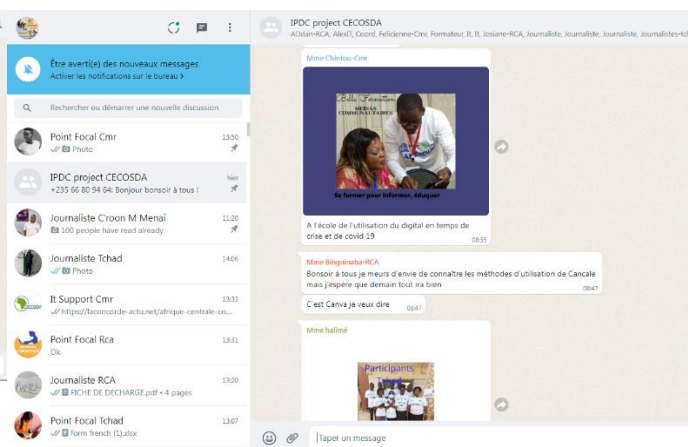 Être averti(e) des nouveaux messages
Activer les notifications sur le bureau >
Rechercher ou démarrer une nouvelle discussion
Point Focal Cmr
13:50
Photo
IPDC project CECOSDA
hier
+235 66 80 94 64: Bonjour bonsoir à tous !
Journaliste C'roon M Menai
11:20
100 people have read already
Journaliste Tchad
14:06
Photo
It Support Cmr
13:33
https://laconcorde-actu.net/afrique-centrale-co...
Point Focal Rca
13:31
Ok
Journaliste RCA
13:20
FICHE DE DECHARGE.pdf • 4 pages
Point Focal Tchad
13:07
form french (1).xlsx
IPDC project CECOSDA
ADdan-RCA, AlexIT, Coord, Felicienne-Cmr, Formateur, B, B, Josiane-RCA, Journaliste, Journaliste, Journaliste, journalistes-tch
Mme Chintou-Cmr
Belle Formation
MEDIAS
COMMUNAUTAIRES
Se former pour informer, éduquer
A l'école de l'utilisation du digital en temps de
crise et de covid 19
08:35
Mme Binguinaba-RCA
Bonsoir à tous je meurs d'envie de connaître les méthodes d'utilisation de Cancale
mais j'espère que demain tout ira bien
08:47
C'est Canva je veux dire
08:47
Mme halimé
Participants
Tchad
Taper un message